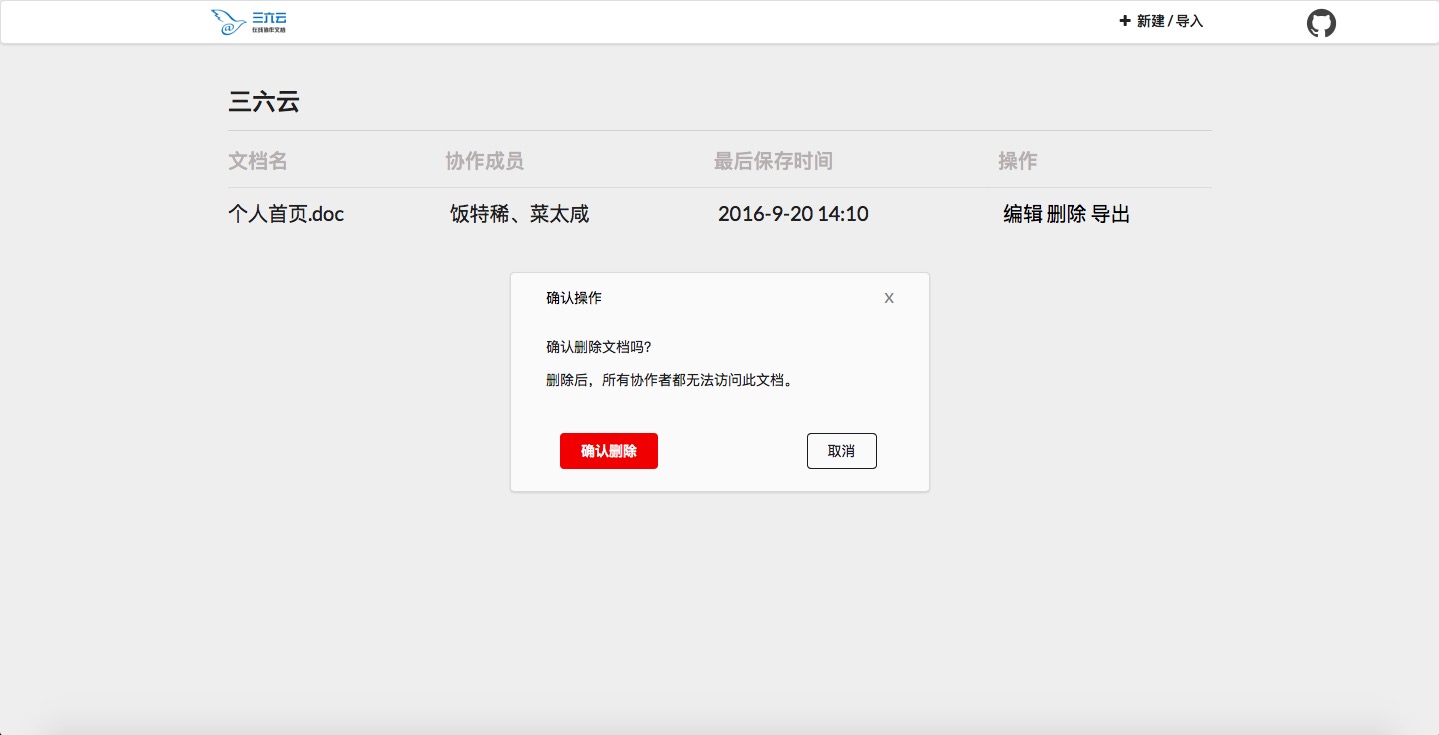 三六云
在线协作文档
+ 新建 / 导入
三六云
文档名 协作成员 最后保存时间 操作
个人首页.doc 饭特稀、菜太咸 2016-9-20 14:10 编辑 删除 导出
确认操作 X
确认删除文档吗?
删除后，所有协作者都无法访问此文档。
确认删除 取消